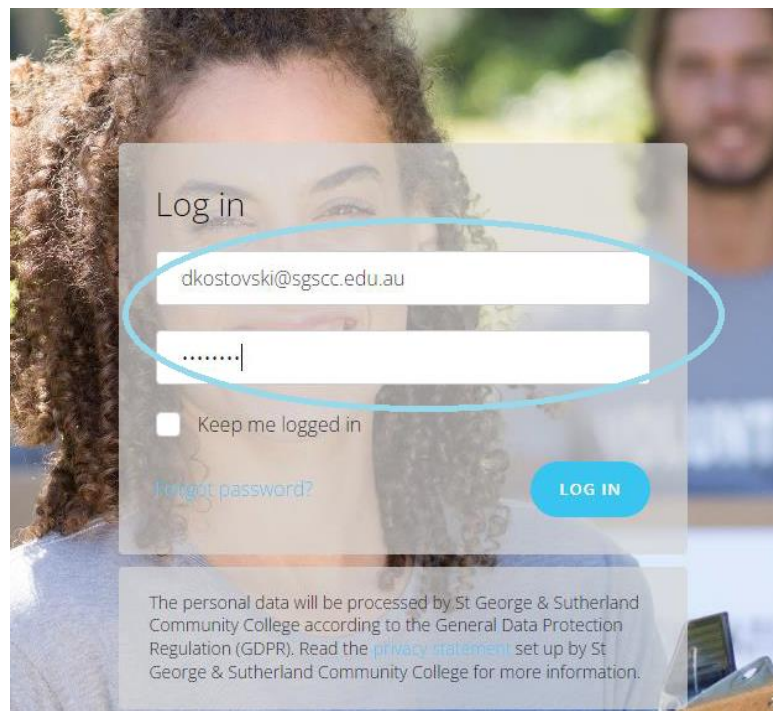 Log in
dkostovski@sgscc.edu.au
........
Keep me logged in
Forgot password?
LOG IN
The personal data will be processed by St George & Sutherland
Community College according to the General Data Protection
Regulation (GDPR). Read the privacy statement set up by St
George & Sutherland Community College for more information.